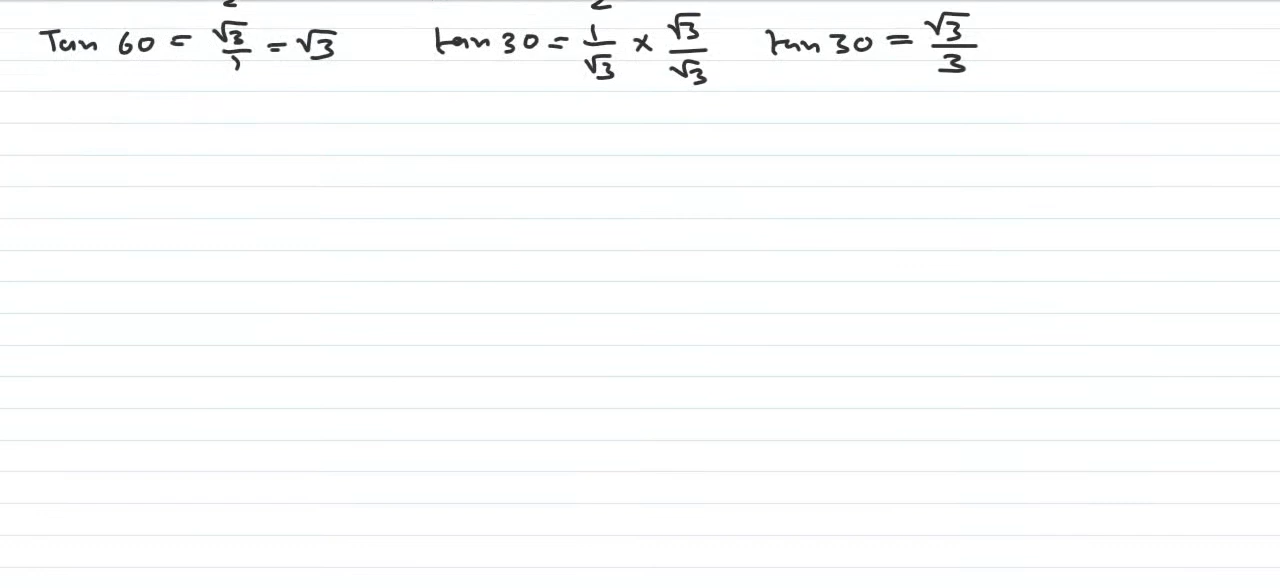 Tan 60 = √3/1 = √3 tan 30 = 1/√3 × √3/√3 tan 30 = √3/3